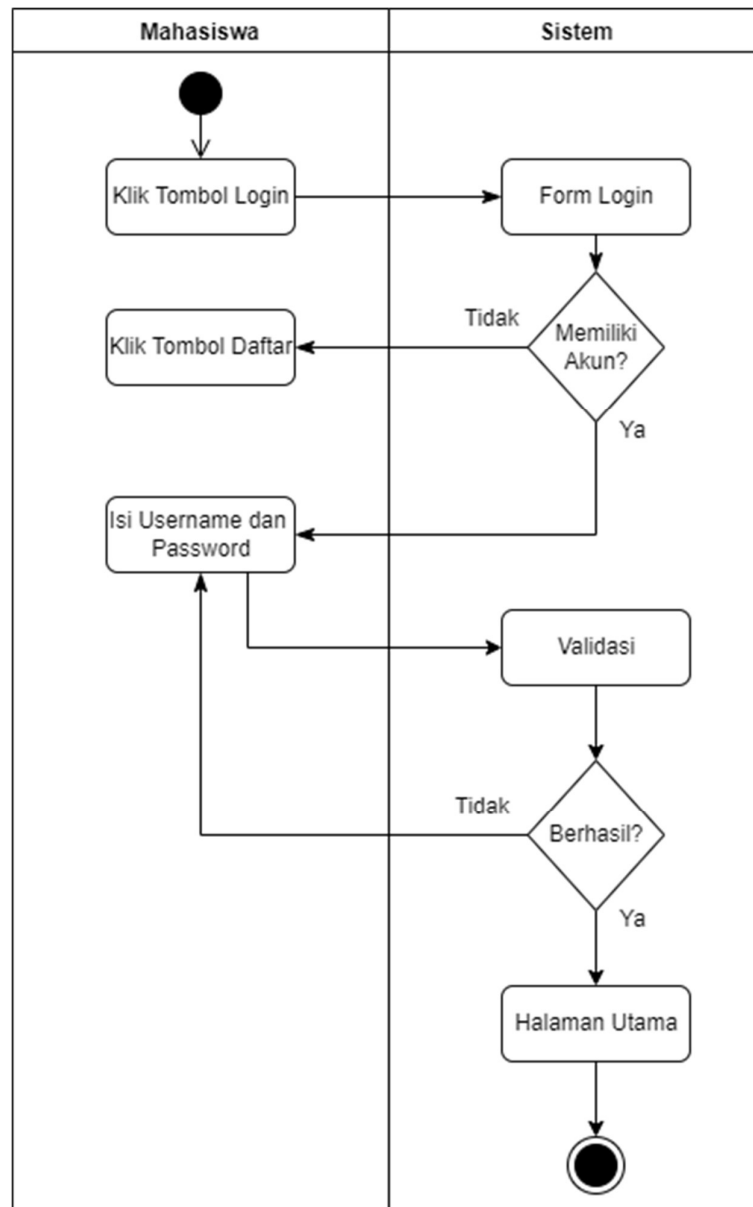 Mahasiswa
Sistem
Klik Tombol Login
Form Login
Tidak
Memiliki
Akun?
Klik Tombol Daftar
Ya
Isi Username dan
Password
Validasi
Tidak
Berhasil?
Ya
Halaman Utama